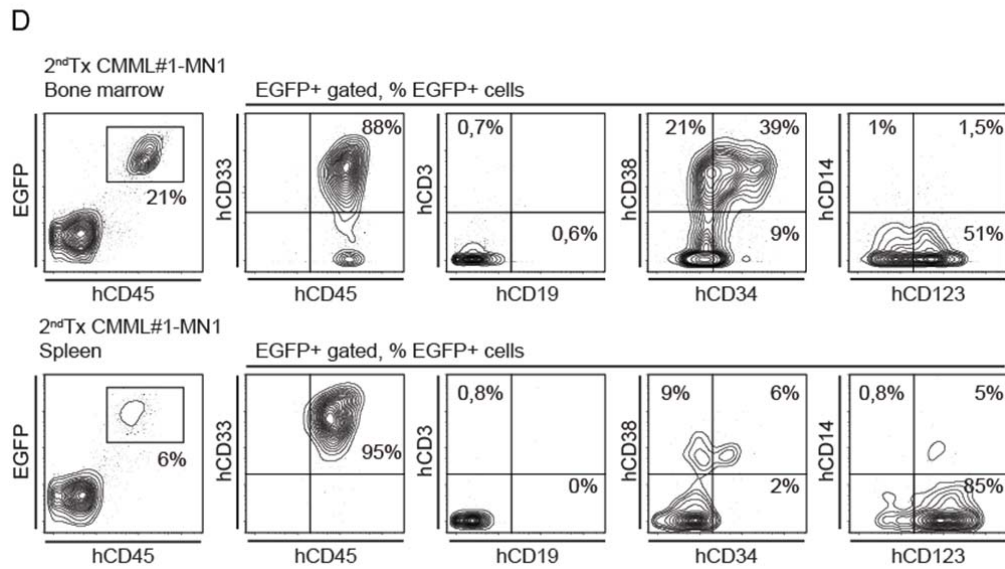 D
2ndTx CMML#1-MN1
Bone marrow
EGFP+ gated, % EGFP+ cells
EGFP
21%
hCD45
hCD33
88%
hCD45
hCD3
0,7%
0,6%
hCD19
hCD38
21%
39%
9%
hCD34
hCD14
1%
1,5%
51%
hCD123
2ndTx CMML#1-MN1
Spleen
EGFP+ gated, % EGFP+ cells
EGFP
6%
hCD45
hCD33
95%
hCD45
hCD3
0,8%
0%
hCD19
hCD38
9%
6%
2%
hCD34
hCD14
0,8%
5%
85%
hCD123